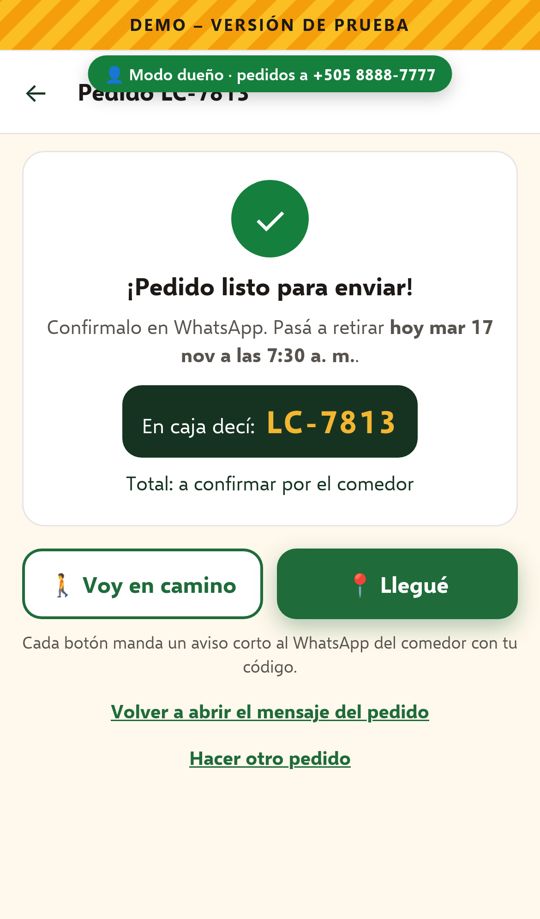 DEMO – VERSIÓN DE PRUEBA
Modo dueño · pedidos a +505 8888-7777
Pedido LC-7813
¡Pedido listo para enviar!
Confirmalo en WhatsApp. Pasá a retirar hoy mar 17
nov a las 7:30 a. m..
En caja decí: LC-7813
Total: a confirmar por el comedor
Voy en camino
Llegué
Cada botón manda un aviso corto al WhatsApp del comedor con tu
código.
Volver a abrir el mensaje del pedido
Hacer otro pedido